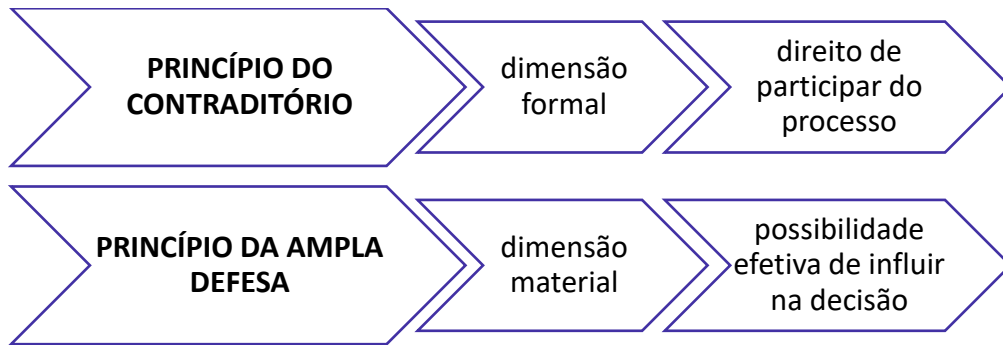 PRINCÍPIO DO
CONTRADITÓRIO
dimensão
formal
direito de
participar do
processo
PRINCÍPIO DA AMPLA
DEFESA
dimensão
material
possibilidade
efetiva de influir
na decisão